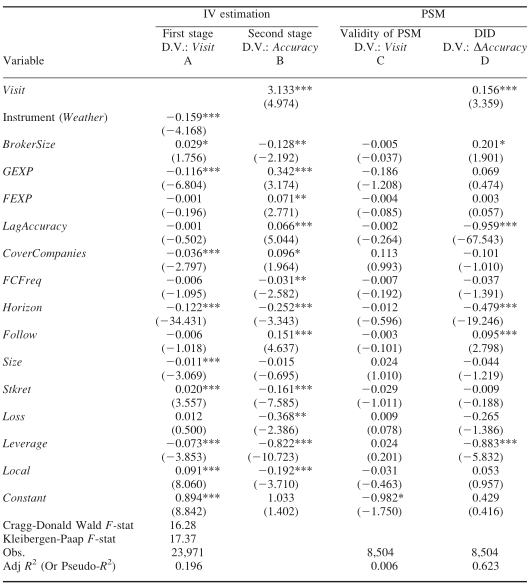 IV estimation PSM
First stage Second stage Validity of PSM DID
D.V.: Visit D.V.: Accuracy D.V.: Visit D.V.: ΔAccuracy
Variable A B C D
Visit 3.133*** 0.156***
(4.974) (3.359)
Instrument (Weather) −0.159***
(−4.168)
BrokerSize 0.029* −0.128** −0.005 0.201*
(1.756) (−2.192) (−0.037) (1.901)
GEXP −0.116*** 0.342*** −0.186 0.069
(−6.804) (3.174) (−1.208) (0.474)
FEXP −0.001 0.071** −0.004 0.003
(−0.196) (2.771) (−0.085) (0.057)
LagAccuracy −0.001 0.066*** −0.002 −0.959***
(−0.502) (5.044) (−0.264) (−67.543)
CoverCompanies −0.036*** 0.096* 0.113 −0.101
(−2.797) (1.964) (0.993) (−1.010)
FCFreq −0.006 −0.031** −0.007 −0.037
(−1.095) (−2.582) (−0.192) (−1.391)
Horizon −0.122*** −0.252*** −0.012 −0.479***
(−34.431) (−3.343) (−0.596) (−19.246)
Follow −0.006 0.151*** −0.003 0.095***
(−1.018) (4.637) (−0.101) (2.798)
Size −0.011*** −0.015 0.024 −0.044
(−3.069) (−0.695) (1.010) (−1.219)
Stkret 0.020*** −0.161*** −0.029 −0.009
(3.557) (−7.585) (−1.011) (−0.188)
Loss 0.012 −0.368** 0.009 −0.265
(0.500) (−2.386) (0.078) (−1.386)
Leverage −0.073*** −0.822*** 0.024 −0.883***
(−3.853) (−10.723) (0.201) (−5.832)
Local 0.091*** −0.192*** −0.031 0.053
(8.060) (−3.710) (−0.463) (0.957)
Constant 0.894*** 1.033 −0.982* 0.429
(8.842) (1.402) (−1.750) (0.416)
Cragg-Donald Wald F-stat 16.28
Kleibergen-Paap F-stat 17.37
Obs. 23,971 8,504 8,504
Adj R² (Or Pseudo-R²) 0.196 0.006 0.623